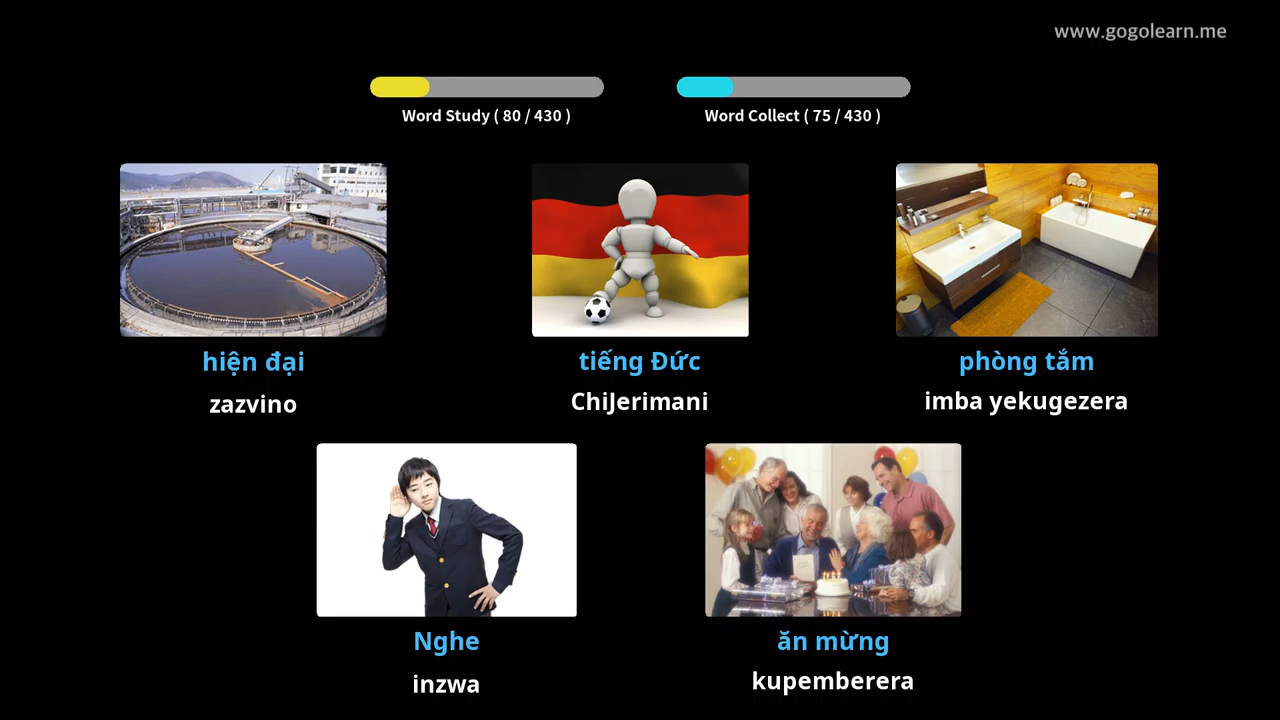 www.gogolearn.me
Word Study ( 80 / 430 )
Word Collect ( 75 / 430 )
hiện đại
zazvino
tiếng Đức
ChiJerimani
phòng tắm
imba yekugezera
Nghe
inzwa
ăn mừng
kupemberera